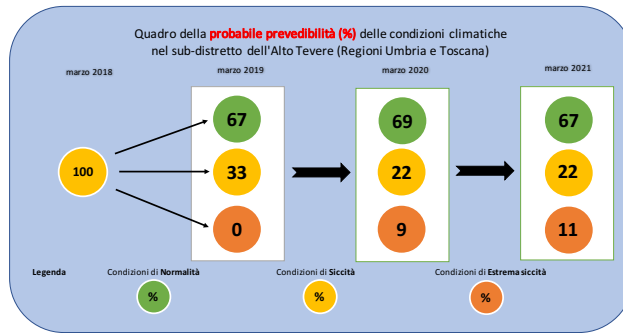 Quadro della probabile prevedibilità (%) delle condizioni climatiche
nel sub-distretto dell'Alto Tevere (Regioni Umbria e Toscana)
marzo 2018 marzo 2019 marzo 2020 marzo 2021
67 69 67
100 33 22 22
0 9 11
Legenda Condizioni di Normalità Condizioni di Siccità Condizioni di Estrema siccità
% % %